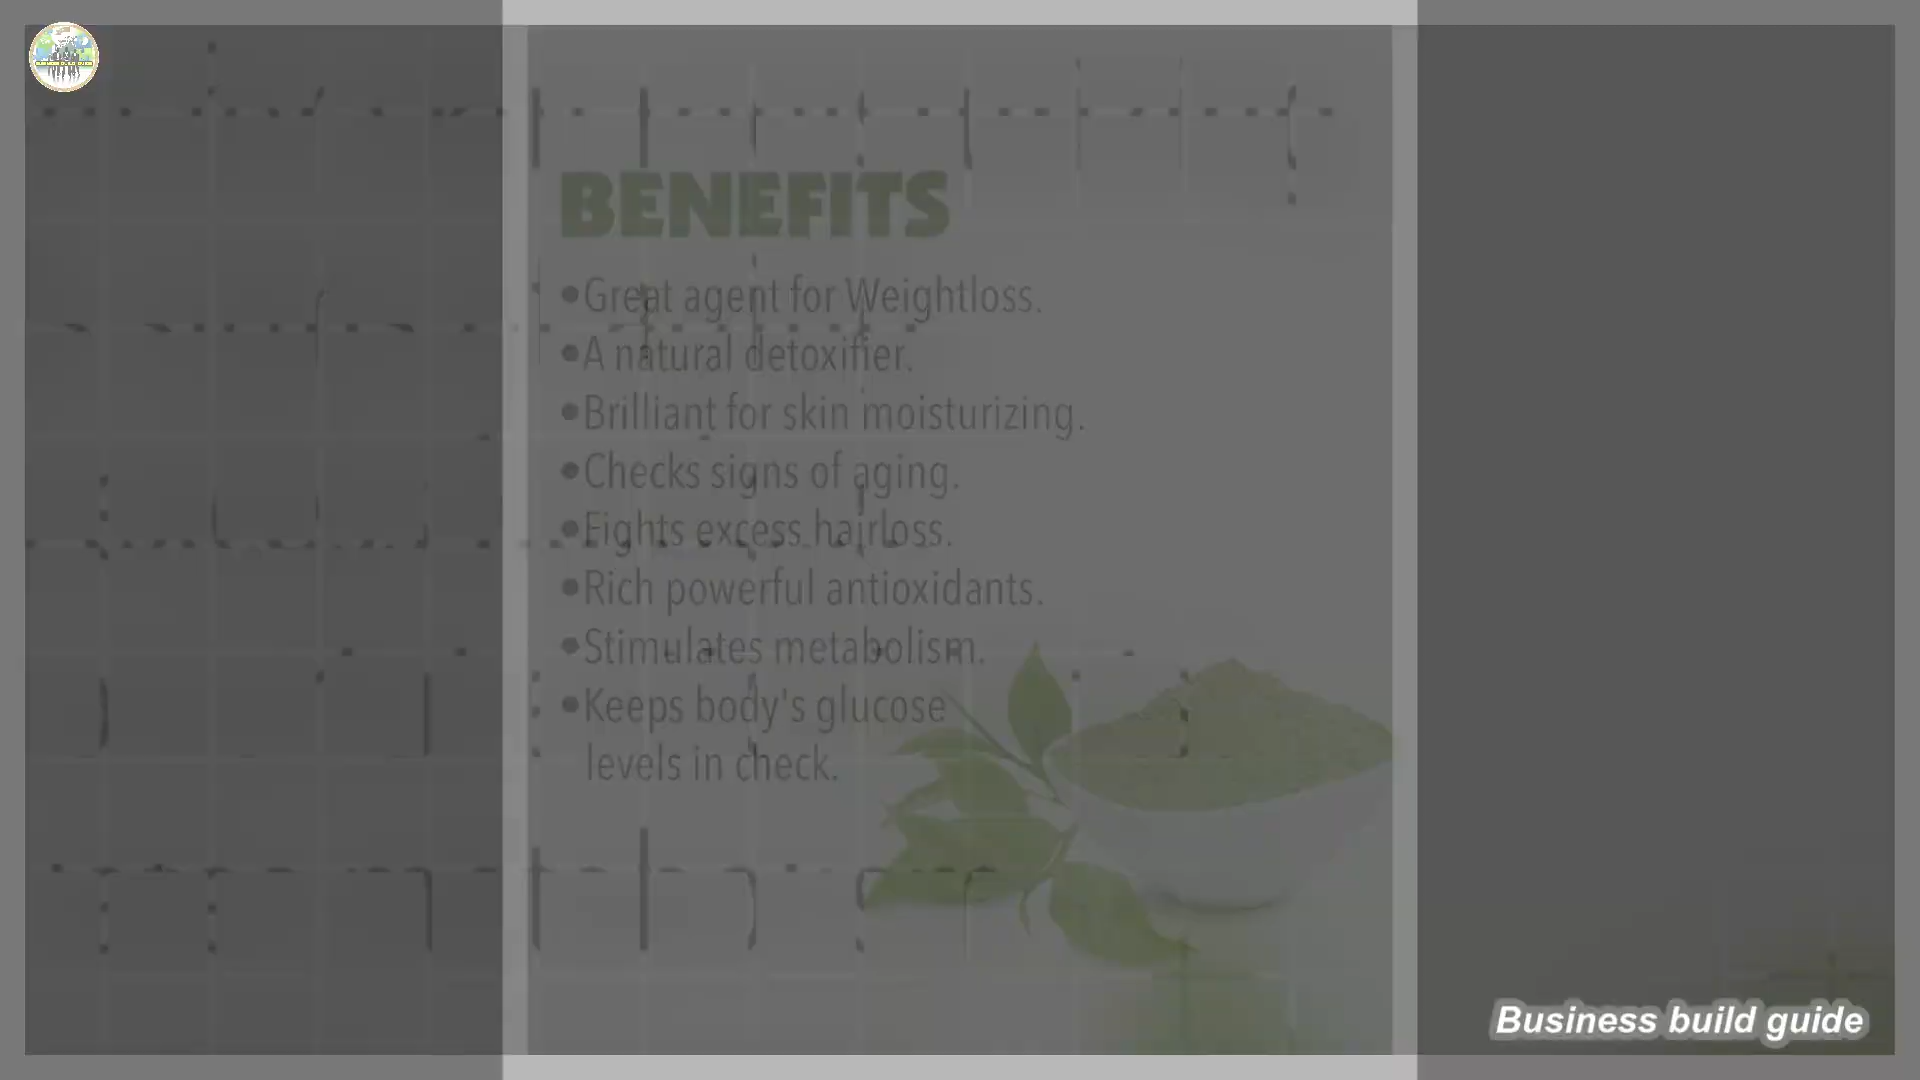 BENEFITS
•Great agent for Weightloss.
•A natural detoxifier.
•Brilliant for skin moisturizing.
•Checks signs of aging.
•Fights excess hairloss.
•Rich powerful antioxidants.
•Stimulates metabolism.
•Keeps body's glucose
levels in check.
Business build guide